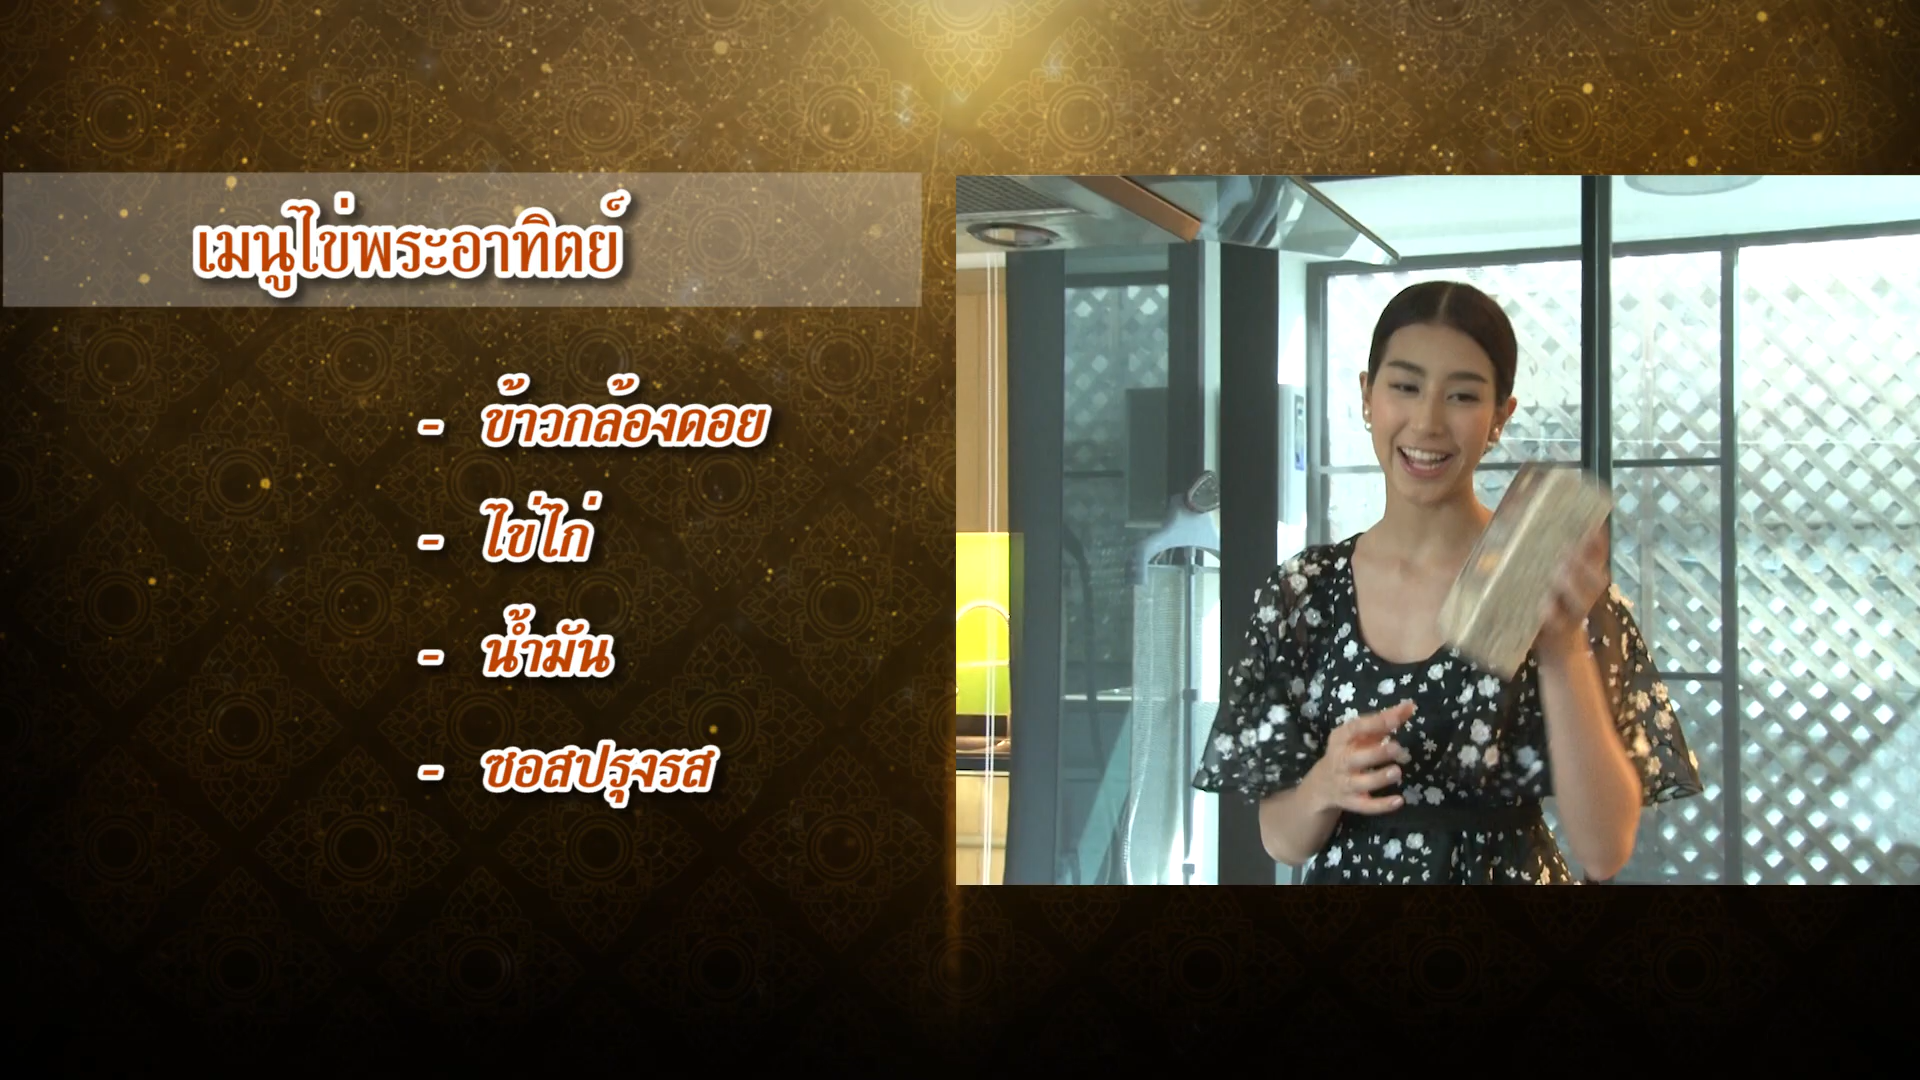 เมนูไข่พระอาทิตย์
- ข้าวกล้องดอย
- ไข่ไก่
- น้ำมัน
- ซอสปรุงรส